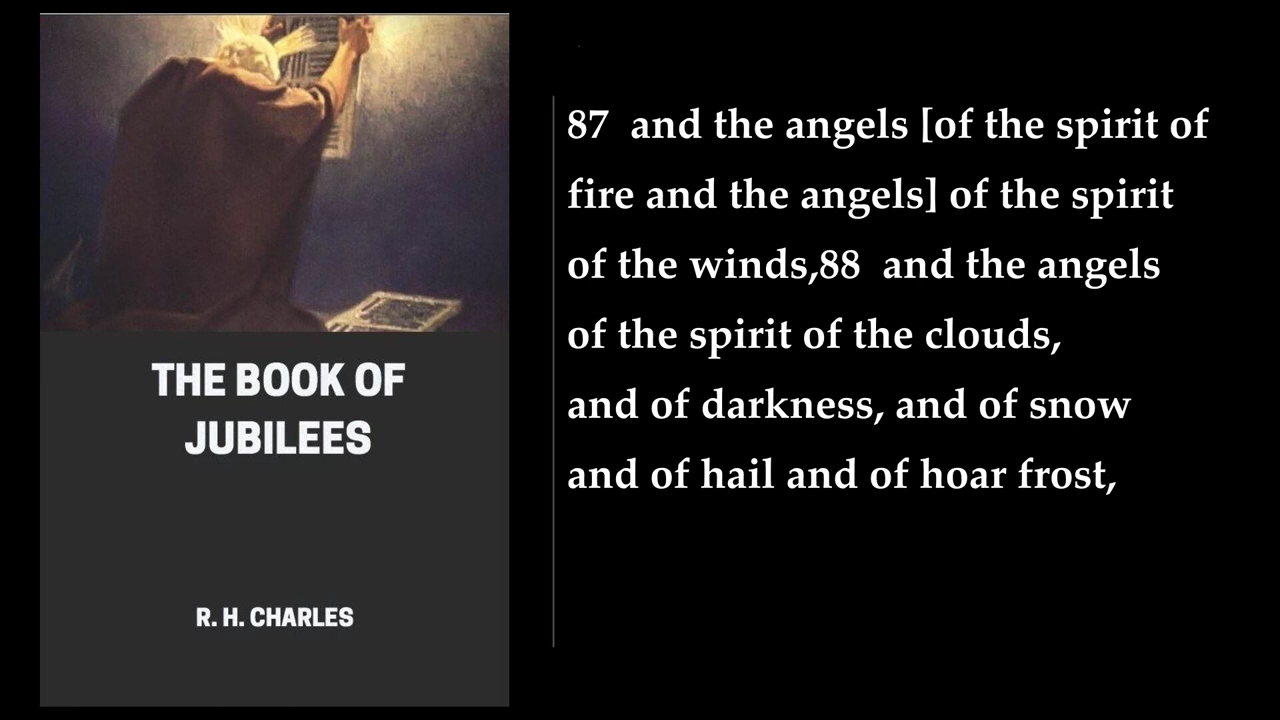 THE BOOK OF
JUBILEES
R. H. CHARLES
87 and the angels [of the spirit of
fire and the angels] of the spirit
of the winds,88 and the angels
of the spirit of the clouds,
and of darkness, and of snow
and of hail and of hoar frost,